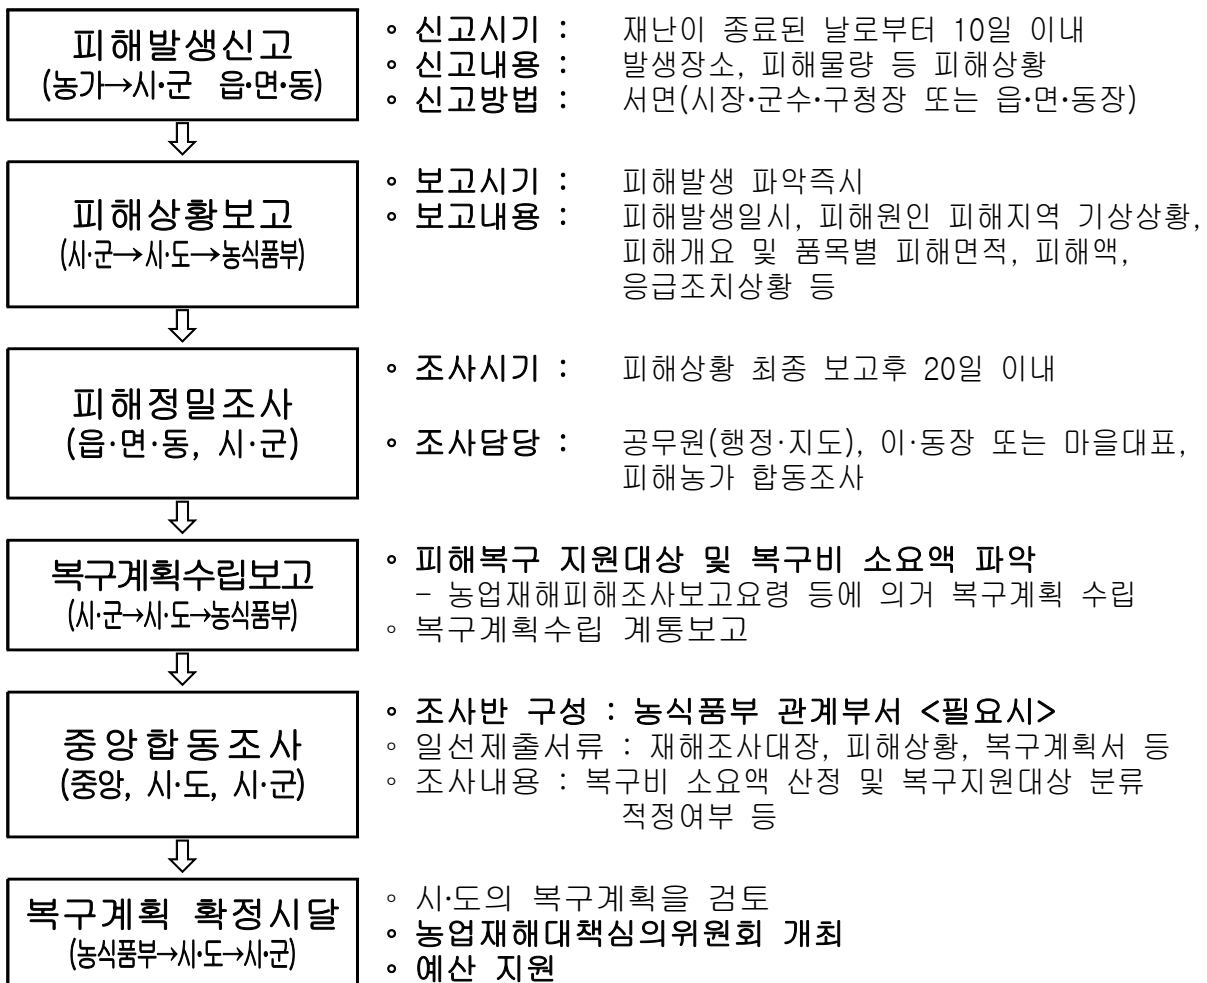 피해발생신고
(농가→시·군 읍·면·동)
◦ 신고시기 : 재난이 종료된 날로부터 10일 이내
◦ 신고내용 : 발생장소, 피해물량 등 피해상황
◦ 신고방법 : 서면(시장·군수·구청장 또는 읍·면·동장)
피해상황보고
(시·군→시·도→농식품부)
◦ 보고시기 : 피해발생 파악즉시
◦ 보고내용 : 피해발생일시, 피해원인 피해지역 기상상황,
피해개요 및 품목별 피해면적, 피해액,
응급조치상황 등
피해정밀조사
(읍·면·동, 시·군)
◦ 조사시기 : 피해상황 최종 보고후 20일 이내
◦ 조사담당 : 공무원(행정·지도), 이·동장 또는 마을대표,
피해농가 합동조사
복구계획수립보고
(시·군→시·도→농식품부)
◦ 피해복구 지원대상 및 복구비 소요액 파악
- 농업재해피해조사보고요령 등에 의거 복구계획 수립
◦ 복구계획수립 계통보고
중앙합동조사
(중앙, 시·도, 시·군)
◦ 조사반 구성 : 농식품부 관계부서 <필요시>
◦ 일선제출서류 : 재해조사대장, 피해상황, 복구계획서 등
◦ 조사내용 : 복구비 소요액 산정 및 복구지원대상 분류
적정여부 등
복구계획 확정시달
(농식품부→시·도→시·군)
◦ 시·도의 복구계획을 검토
◦ 농업재해대책심의위원회 개최
◦ 예산 지원